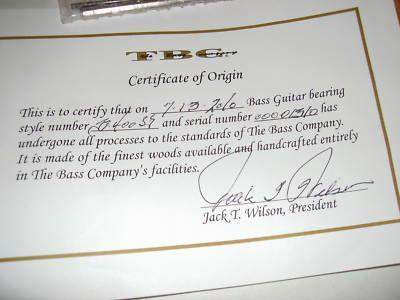 TBC
Certificate of Origin
This is to certify that on 7-13-2010 Bass Guitar bearing
style number and serial number has
undergone all processes to the standards of The Bass Company.
It is made of the finest woods available and handcrafted entirely
in The Bass Company's facilities.
Jack T. Wilson
Jack T. Wilson, President